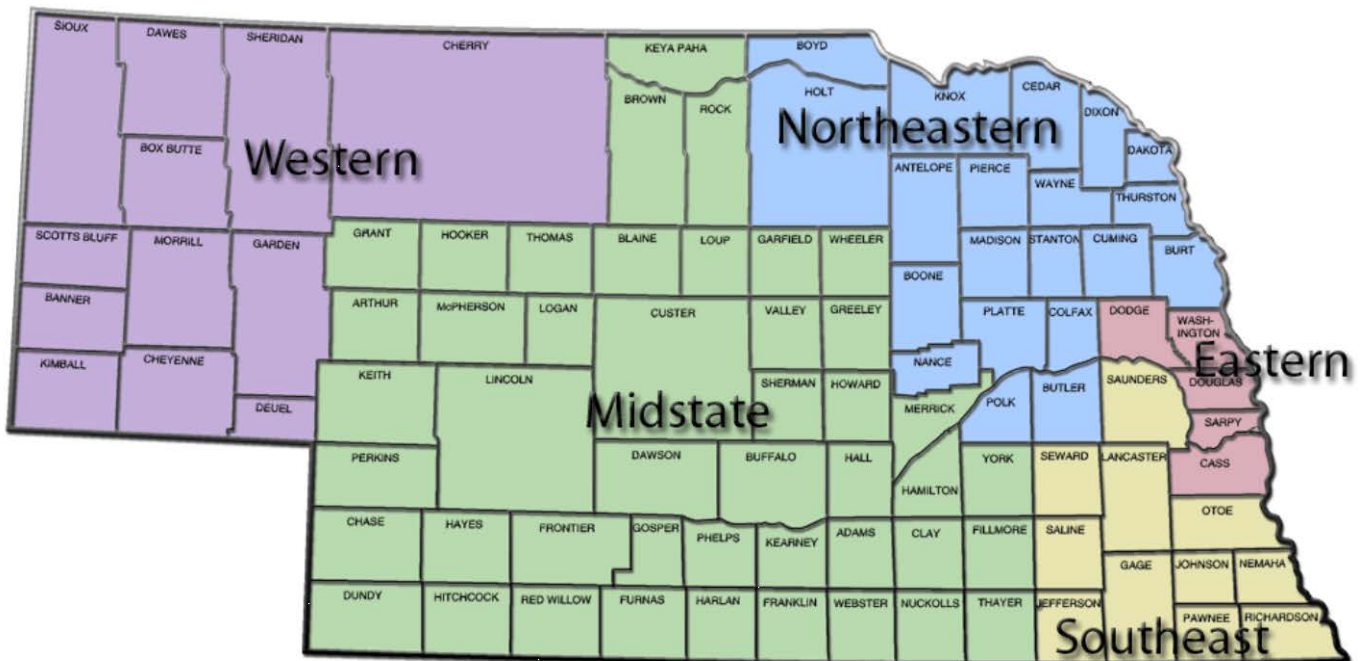 SIOUX
DAWES
SHERIDAN
CHERRY
KEYA PAHA
BOYD
BROWN
ROCK
HOLT
KNOX
CEDAR
DIXON
DAKOTA
Northeastern
BOX BUTTE
Western
ANTELOPE
PIERCE
WAYNE
THURSTON
SCOTTS BLUFF
MORRILL
GARDEN
GRANT
HOOKER
THOMAS
BLAINE
LOUP
GARFIELD
WHEELER
MADISON
STANTON
CUMING
BURT
BANNER
ARTHUR
McPHERSON
LOGAN
CUSTER
VALLEY
GREELEY
BOONE
PLATTE
COLFAX
DODGE
WASH-
INGTON
Eastern
KIMBALL
CHEYENNE
DEUEL
KEITH
LINCOLN
Midstate
SHERMAN
HOWARD
NANCE
MERRICK
POLK
BUTLER
SAUNDERS
DOUGLAS
SARPY
PERKINS
DAWSON
BUFFALO
HALL
HAMILTON
YORK
SEWARD
LANCASTER
CASS
OTOE
CHASE
HAYES
FRONTIER
GOSPER
PHELPS
KEARNEY
ADAMS
CLAY
FILLMORE
SALINE
GAGE
JOHNSON
NEMAHA
DUNDY
HITCHCOCK
RED WILLOW
FURNAS
HARLAN
FRANKLIN
WEBSTER
NUCKOLLS
THAYER
JEFFERSON
PAWNEE
RICHARDSON
Southeast